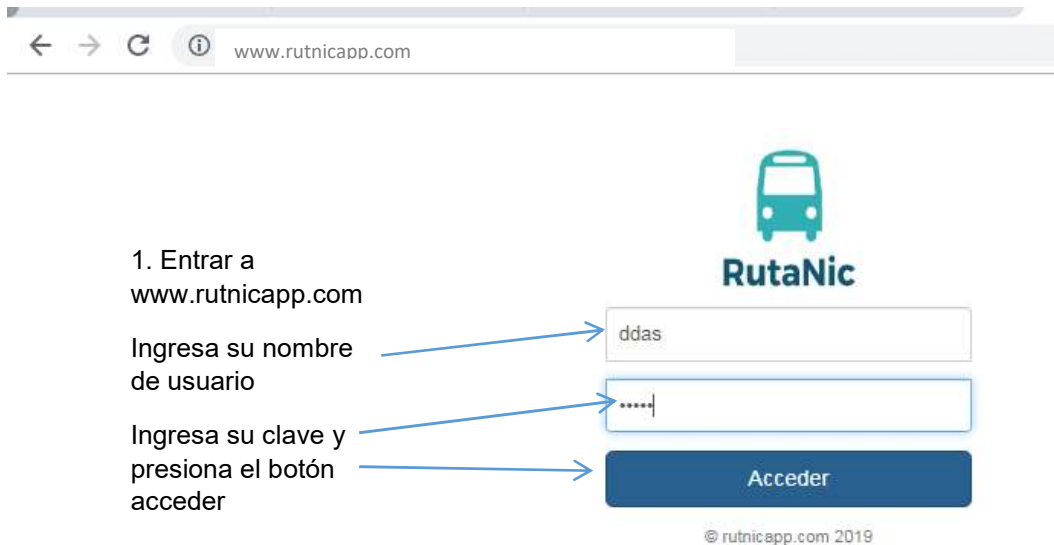 www.rutnicapp.com
RutaNic
1. Entrar a
www.rutnicapp.com
Ingresa su nombre
de usuario
ddas
Ingresa su clave y
presiona el botón
acceder
•••••
Acceder
© rutnicapp.com 2019